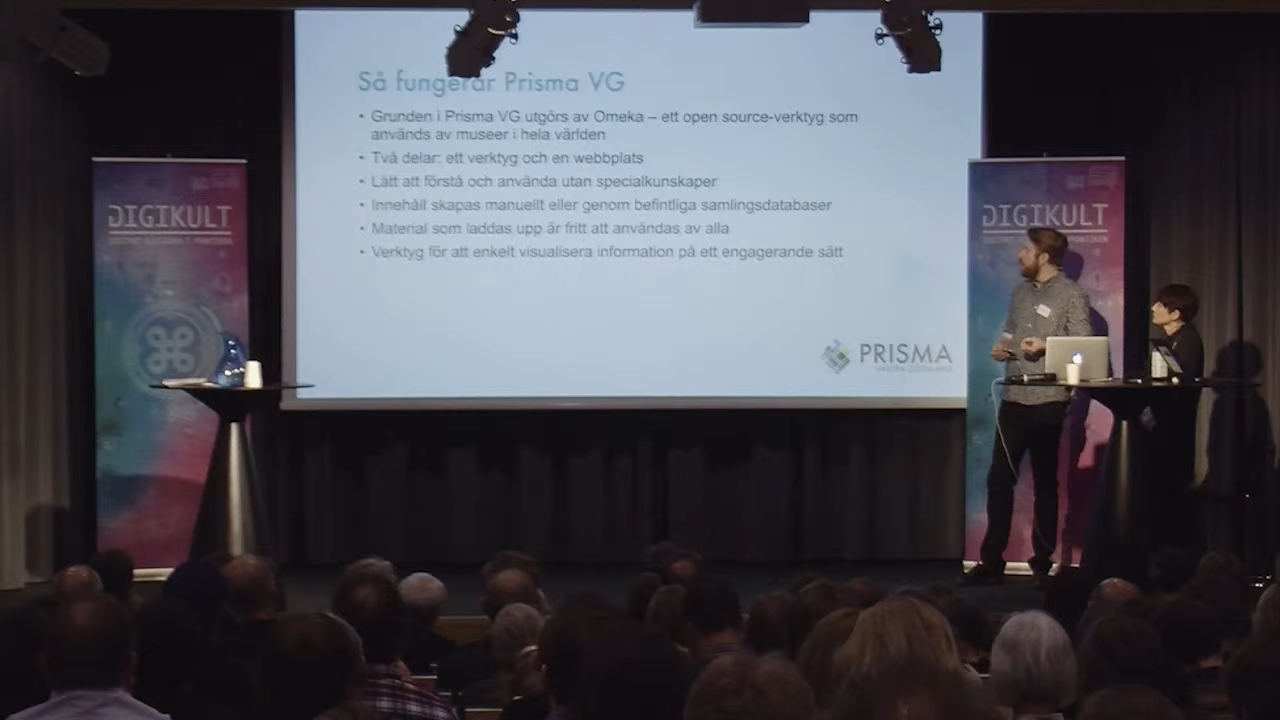 Så fungerar Prisma VG
• Grunden i Prisma VG utgörs av Omeka – ett open source-verktyg som
används av museer i hela världen
• Två delar: ett verktyg och en webbplats
• Lätt att förstå och använda utan specialkunskaper
• Innehåll skapas manuellt eller genom befintliga samlingsdatabaser
• Material som laddas upp är fritt att användas av alla
• Verktyg för att enkelt visualisera information på ett engagerande sätt
PRISMA
DIGIKULT
DIGIKULT